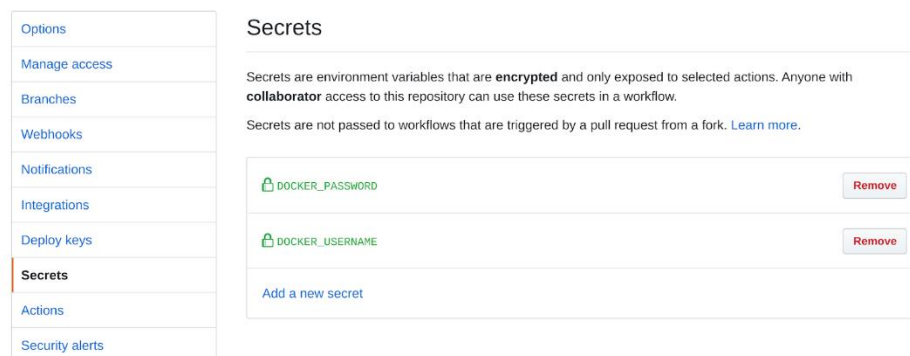 Options
Manage access
Branches
Webhooks
Notifications
Integrations
Deploy keys
Secrets
Actions
Security alerts
Secrets
Secrets are environment variables that are encrypted and only exposed to selected actions. Anyone with
collaborator access to this repository can use these secrets in a workflow.
Secrets are not passed to workflows that are triggered by a pull request from a fork. Learn more.
DOCKER_PASSWORD Remove
DOCKER_USERNAME Remove
Add a new secret